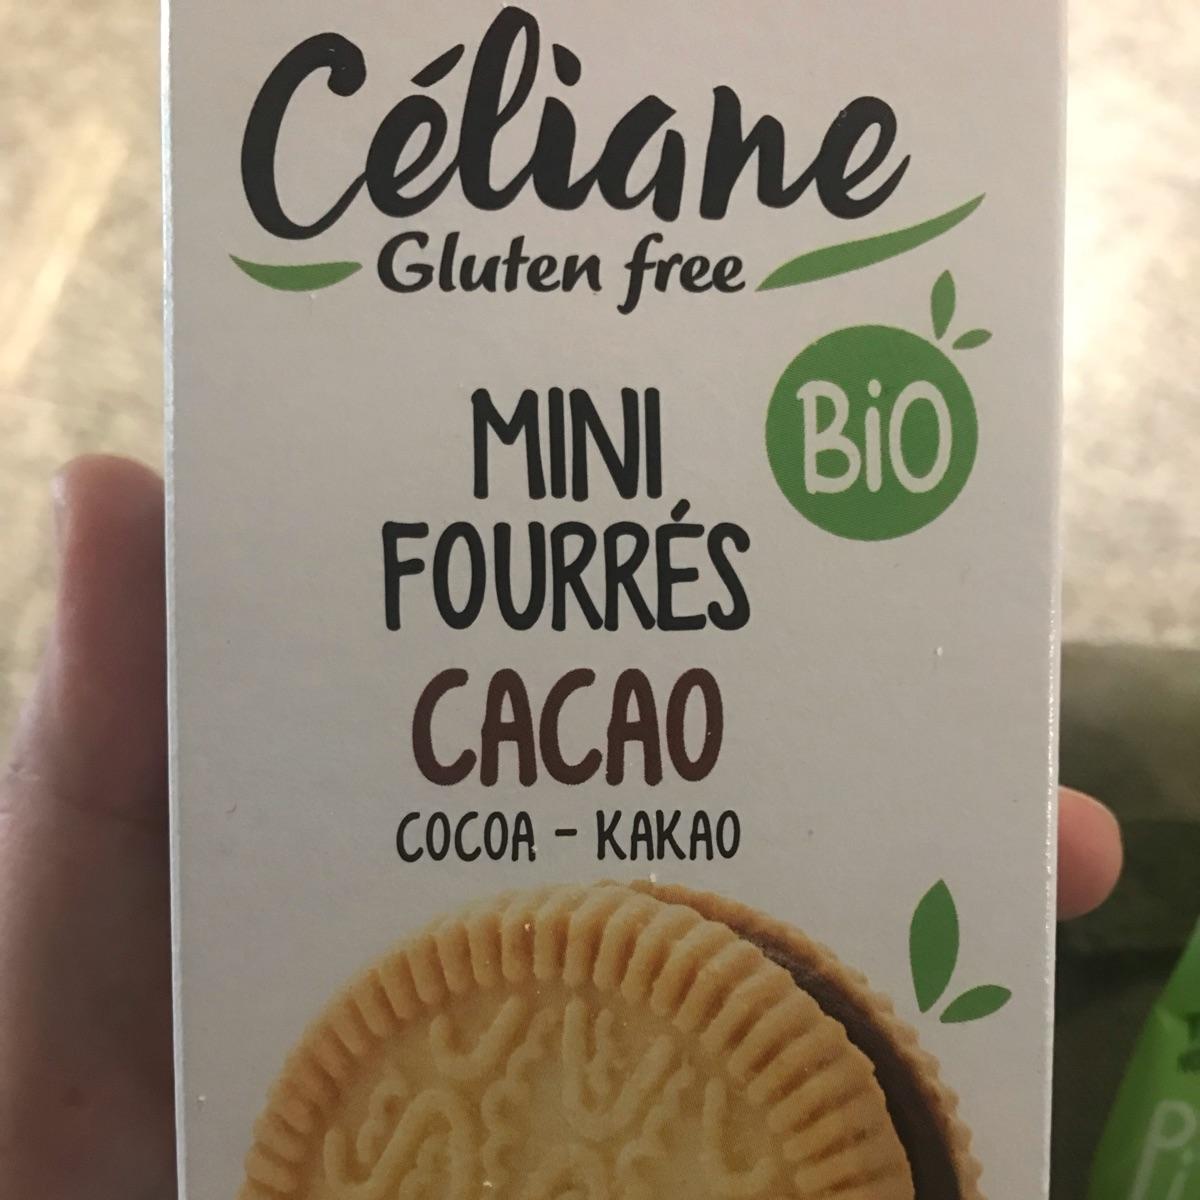 Céliane
Gluten free
BiO
MINI
FOURRÉS
CACAO
COCOA - KAKAO